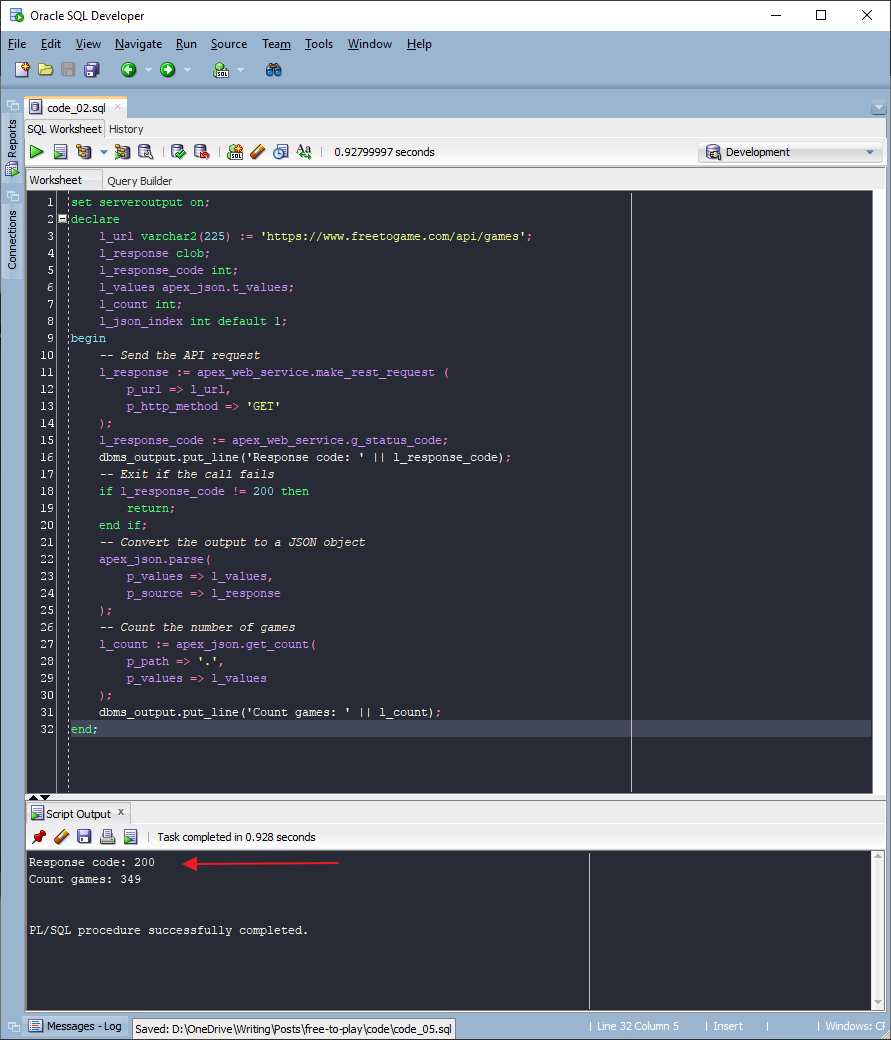 Oracle SQL Developer
File Edit View Navigate Run Source Team Tools Window Help
code_02.sql
SQL Worksheet History
0.92799997 seconds
Development
Worksheet Query Builder
Reports
Connections
1 set serveroutput on;
2 declare
3 l_url varchar2(225) := 'https://www.freetogame.com/api/games';
4 l_response clob;
5 l_response_code int;
6 l_values apex_json.t_values;
7 l_count int;
8 l_json_index int default 1;
9 begin
10 -- Send the API request
11 l_response := apex_web_service.make_rest_request (
12 p_url => l_url,
13 p_http_method => 'GET'
14 );
15 l_response_code := apex_web_service.g_status_code;
16 dbms_output.put_line('Response code: ' || l_response_code);
17 -- Exit if the call fails
18 if l_response_code != 200 then
19 return;
20 end if;
21 -- Convert the output to a JSON object
22 apex_json.parse(
23 p_values => l_values,
24 p_source => l_response
25 );
26 -- Count the number of games
27 l_count := apex_json.get_count(
28 p_path => '.',
29 p_values => l_values
30 );
31 dbms_output.put_line('Count games: ' || l_count);
32 end;
Script Output
Task completed in 0.928 seconds
Response code: 200
Count games: 349
PL/SQL procedure successfully completed.
Messages - Log
Saved: D:\OneDrive\Writing\Posts\free-to-play\code\code_05.sql
Line 32 Column 5
Insert
Windows: